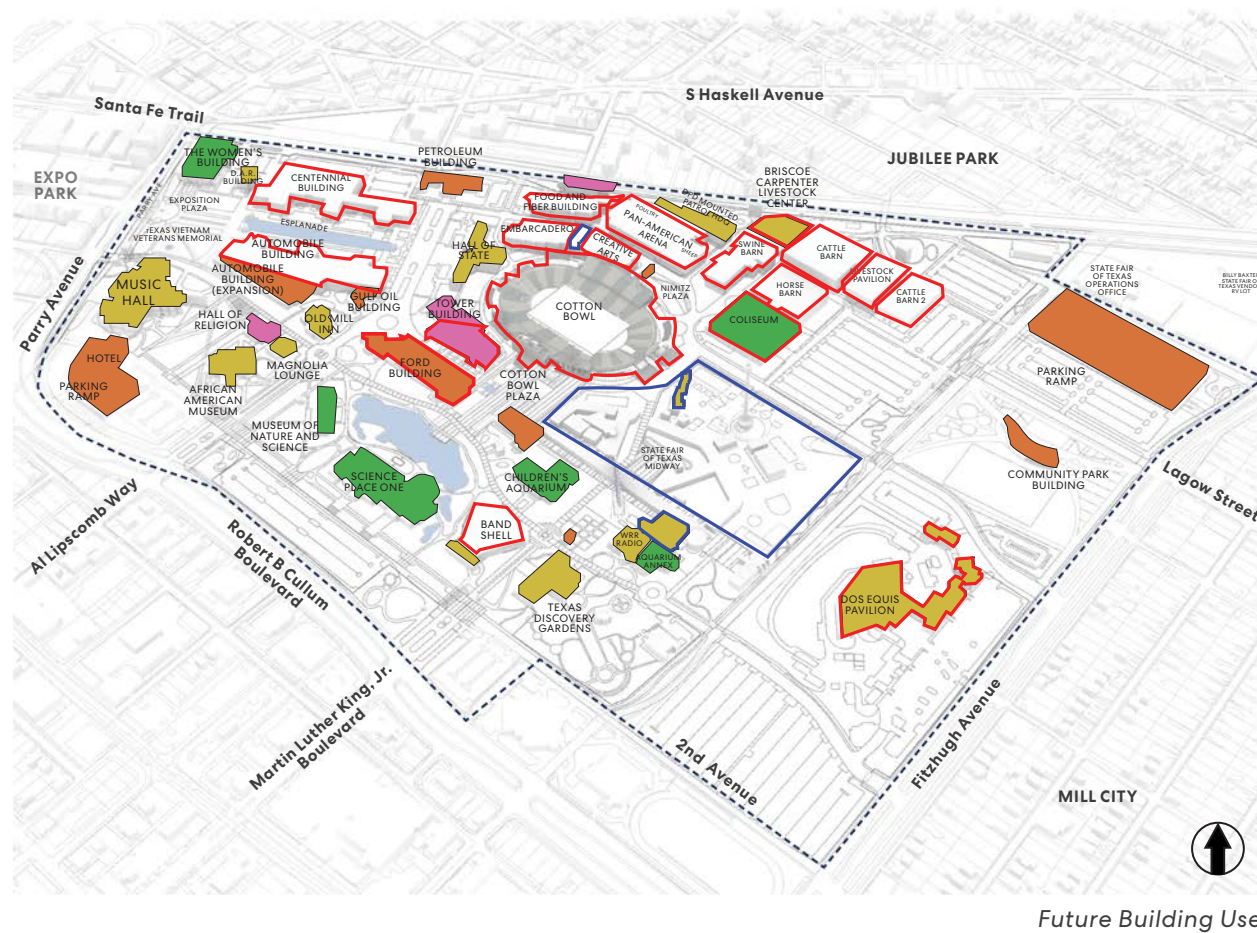 S Haskell Avenue
Santa Fe Trail
JUBILEE PARK
EXPO
PARK
THE WOMEN'S
BUILDING
D.A.R.
BUILDING
CENTENNIAL
BUILDING
PETROLEUM
BUILDING
BRISCOE
CARPENTER
LIVESTOCK
CENTER
PARRY AVE
EXPOSITION
PLAZA
ESPLANADE
FOOD AND
FIBER BUILDING
DPD MOUNTED
PATROL HDQ
POULTRY
PAN-AMERICAN
ARENA
SHEEP
TEXAS VIETNAM
VETERANS MEMORIAL
AUTOMOBILE
BUILDING
HALL OF
STATE
EMBARCADERO
CREATIVE
ARTS
SWINE
BARN
CATTLE
BARN
LIVESTOCK
PAVILION
CATTLE
BARN 2
HORSE
BARN
NIMITZ
PLAZA
STATE FAIR
OF TEXAS
OPERATIONS
OFFICE
BILLY BAXTE
STATE FAIR O
TEXAS VENDO
RV LOT
AUTOMOBILE
BUILDING
(EXPANSION)
MUSIC
HALL
GULF OIL
BUILDING
TOWER
BUILDING
COTTON
BOWL
COLISEUM
HALL OF
RELIGION
OLD MILL
INN
Parry Avenue
HOTEL
PARKING
RAMP
MAGNOLIA
LOUNGE
FORD
BUILDING
COTTON
BOWL
PLAZA
PARKING
RAMP
AFRICAN
AMERICAN
MUSEUM
MUSEUM OF
NATURE AND
SCIENCE
STATE FAIR
OF TEXAS
MIDWAY
SCIENCE
PLACE ONE
CHILDREN'S
AQUARIUM
COMMUNITY PARK
BUILDING
Lagow Street
Al Lipscomb Way
BAND
SHELL
WRR
RADIO
AQUARIUM
ANNEX
Robert B Cullum
Boulevard
TEXAS
DISCOVERY
GARDENS
DOS EQUIS
PAVILION
Martin Luther King, Jr.
Boulevard
2nd Avenue
Fitzhugh Avenue
MILL CITY
Future Building Use